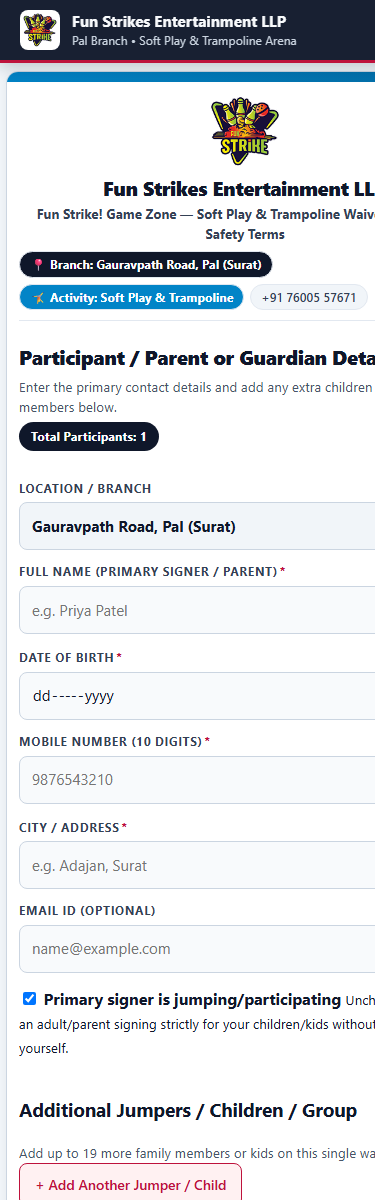 Fun Strikes Entertainment LLP
Pal Branch • Soft Play & Trampoline Arena
STRIKE
Fun Strikes Entertainment LL
Fun Strike! Game Zone — Soft Play & Trampoline Waiv
Safety Terms
Branch: Gauravpath Road, Pal (Surat)
Activity: Soft Play & Trampoline
+91 76005 57671
Participant / Parent or Guardian Deta
Enter the primary contact details and add any extra children
members below.
Total Participants: 1
LOCATION / BRANCH
Gauravpath Road, Pal (Surat)
FULL NAME (PRIMARY SIGNER / PARENT) *
e.g. Priya Patel
DATE OF BIRTH *
dd-----yyyy
MOBILE NUMBER (10 DIGITS) *
9876543210
CITY / ADDRESS *
e.g. Adajan, Surat
EMAIL ID (OPTIONAL)
name@example.com
Primary signer is jumping/participating Unch
an adult/parent signing strictly for your children/kids without
yourself.
Additional Jumpers / Children / Group
Add up to 19 more family members or kids on this single wa
+ Add Another Jumper / Child